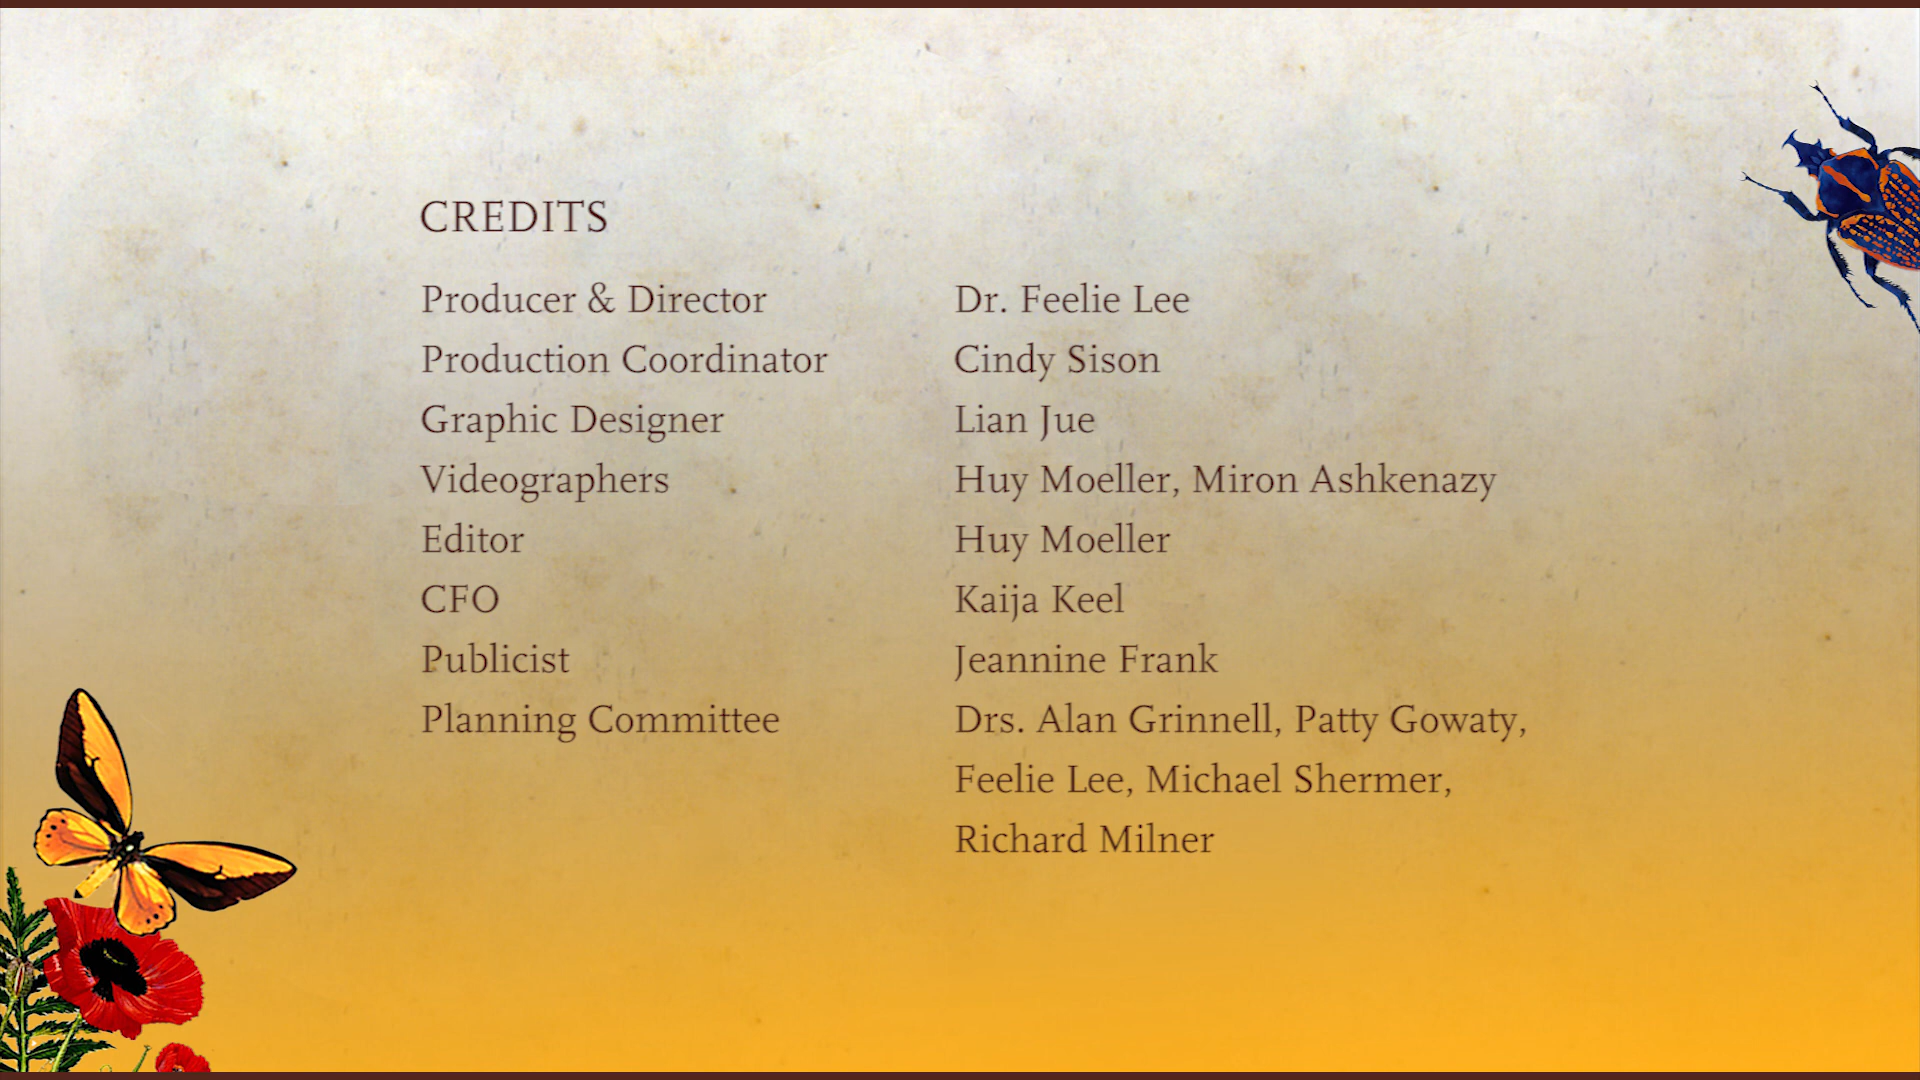 CREDITS
Producer & Director Dr. Feelie Lee
Production Coordinator Cindy Sison
Graphic Designer Lian Jue
Videographers Huy Moeller, Miron Ashkenazy
Editor Huy Moeller
CFO Kaija Keel
Publicist Jeannine Frank
Planning Committee Drs. Alan Grinnell, Patty Gowaty,
Feelie Lee, Michael Shermer,
Richard Milner